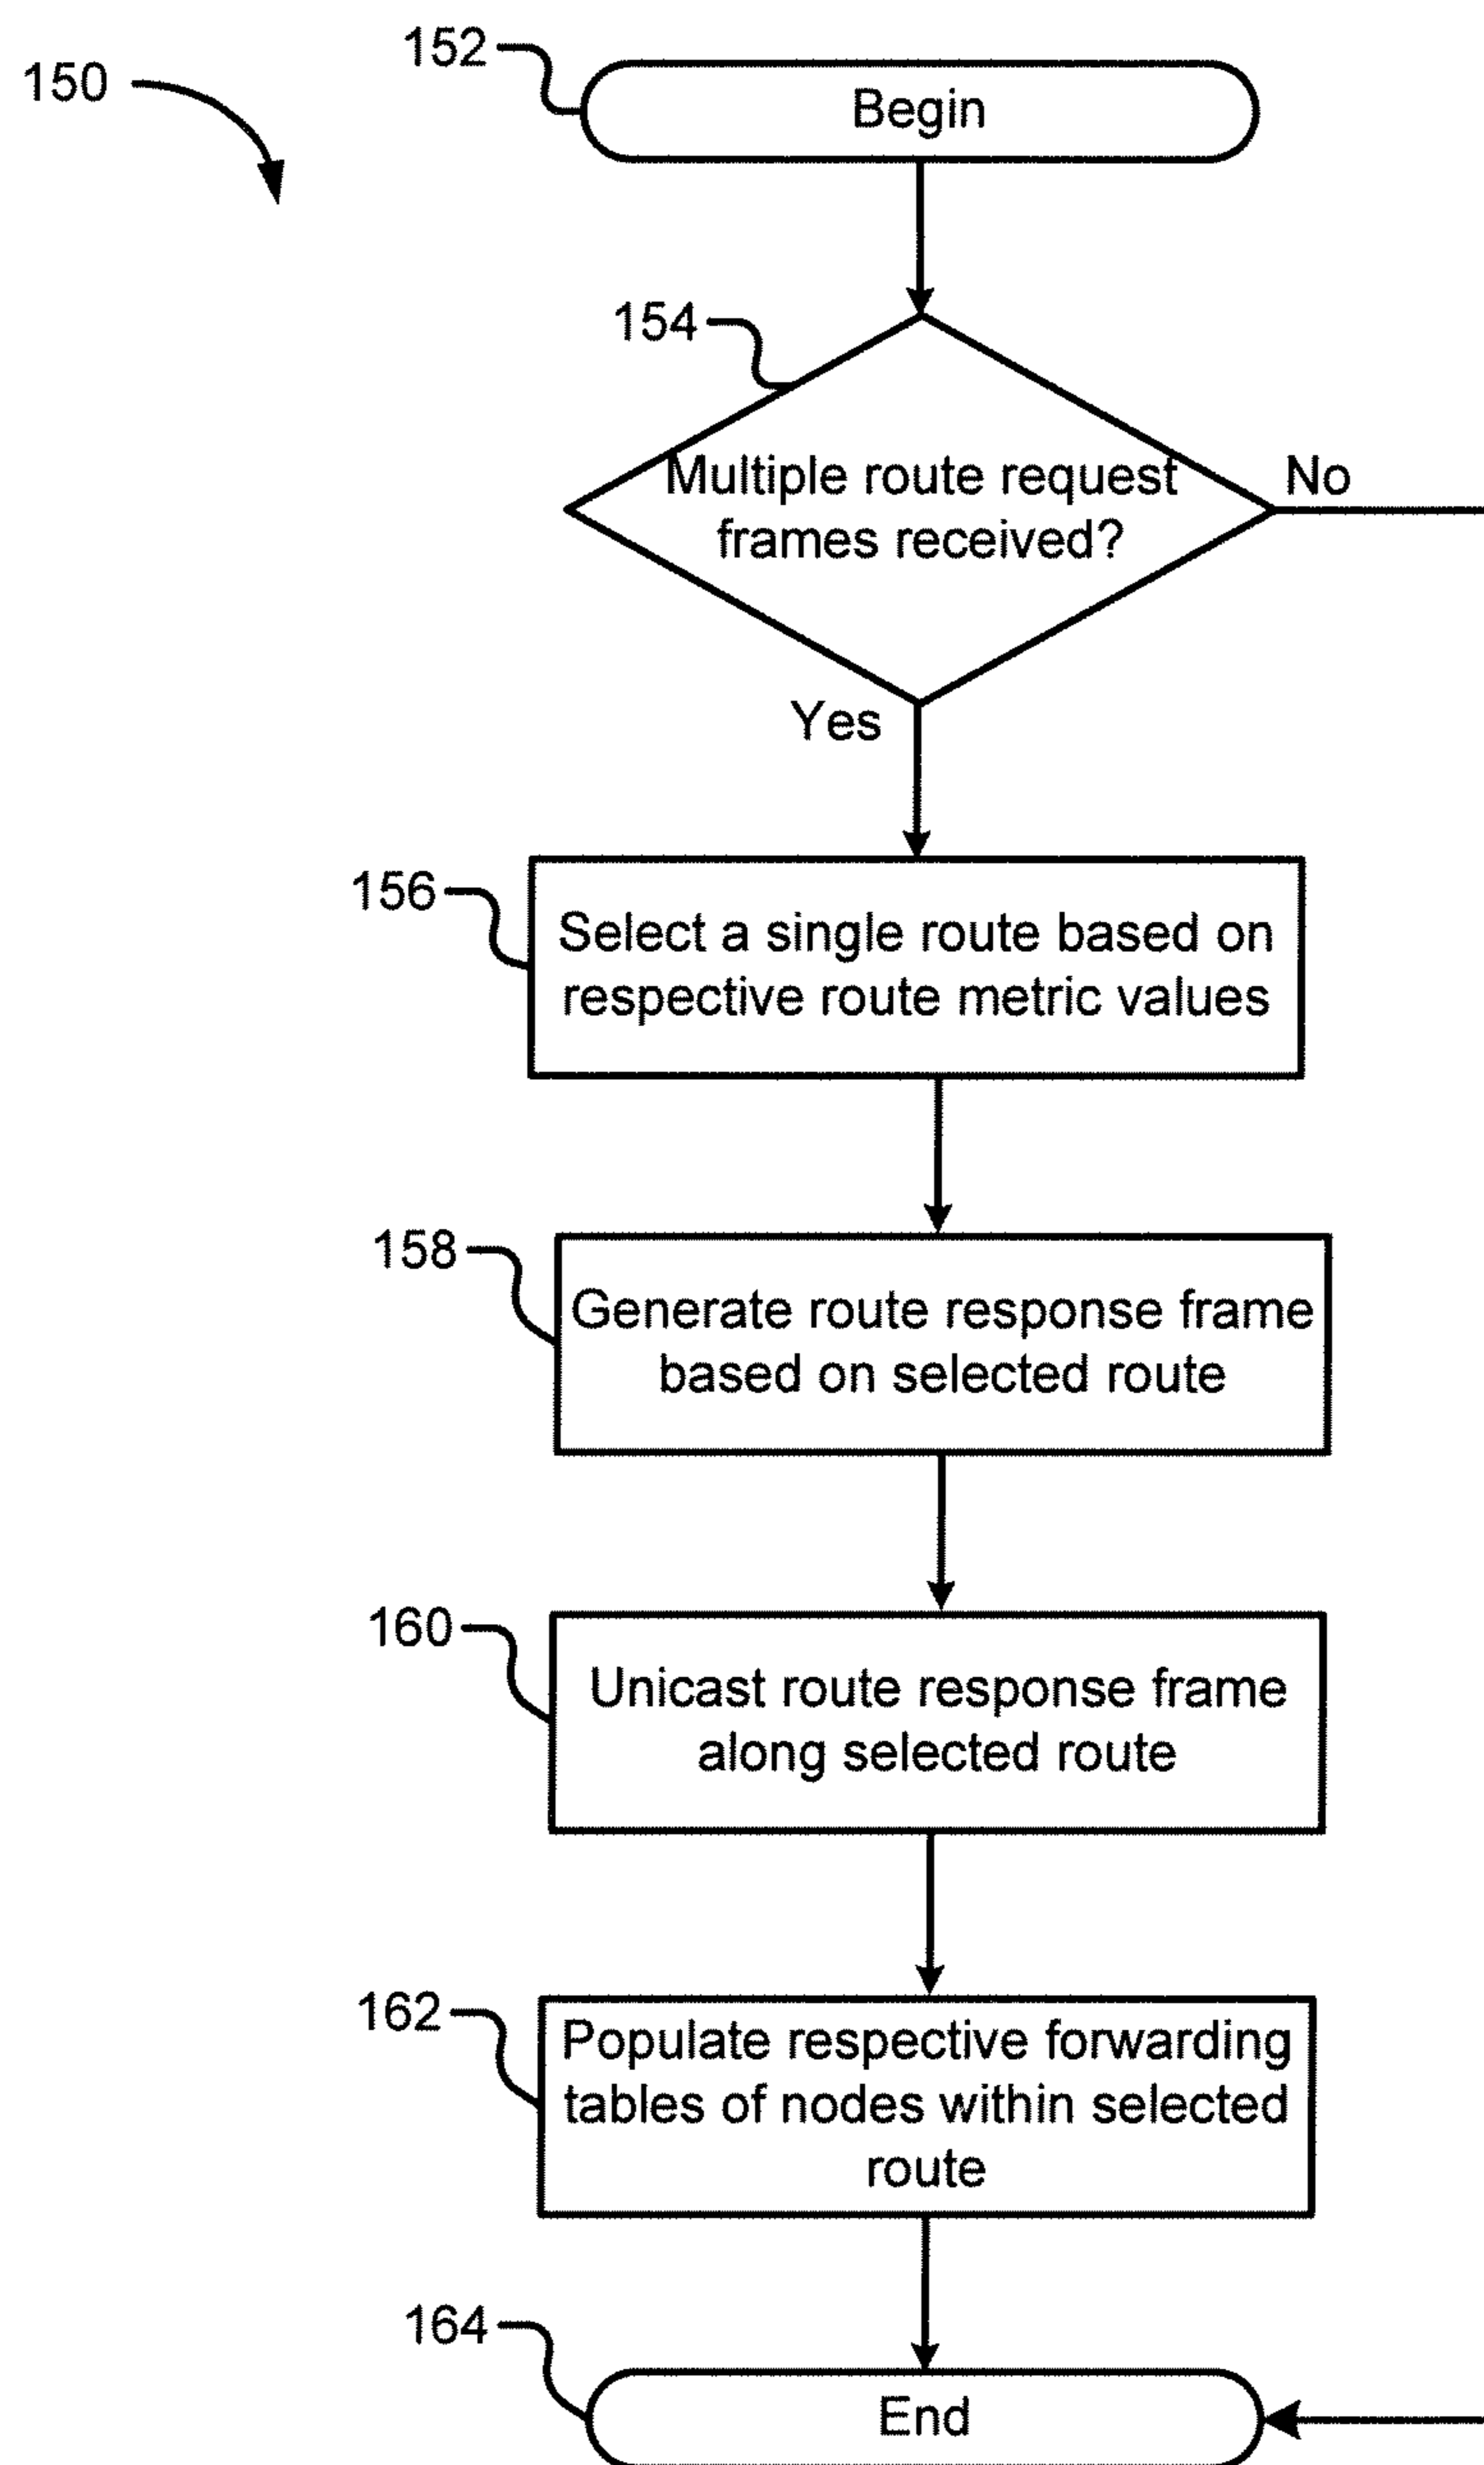 150
152
Begin
154
Multiple route request
frames received?
No
Yes
156
Select a single route based on
respective route metric values
158
Generate route response frame
based on selected route
160
Unicast route response frame
along selected route
162
Populate respective forwarding
tables of nodes within selected
route
164
End